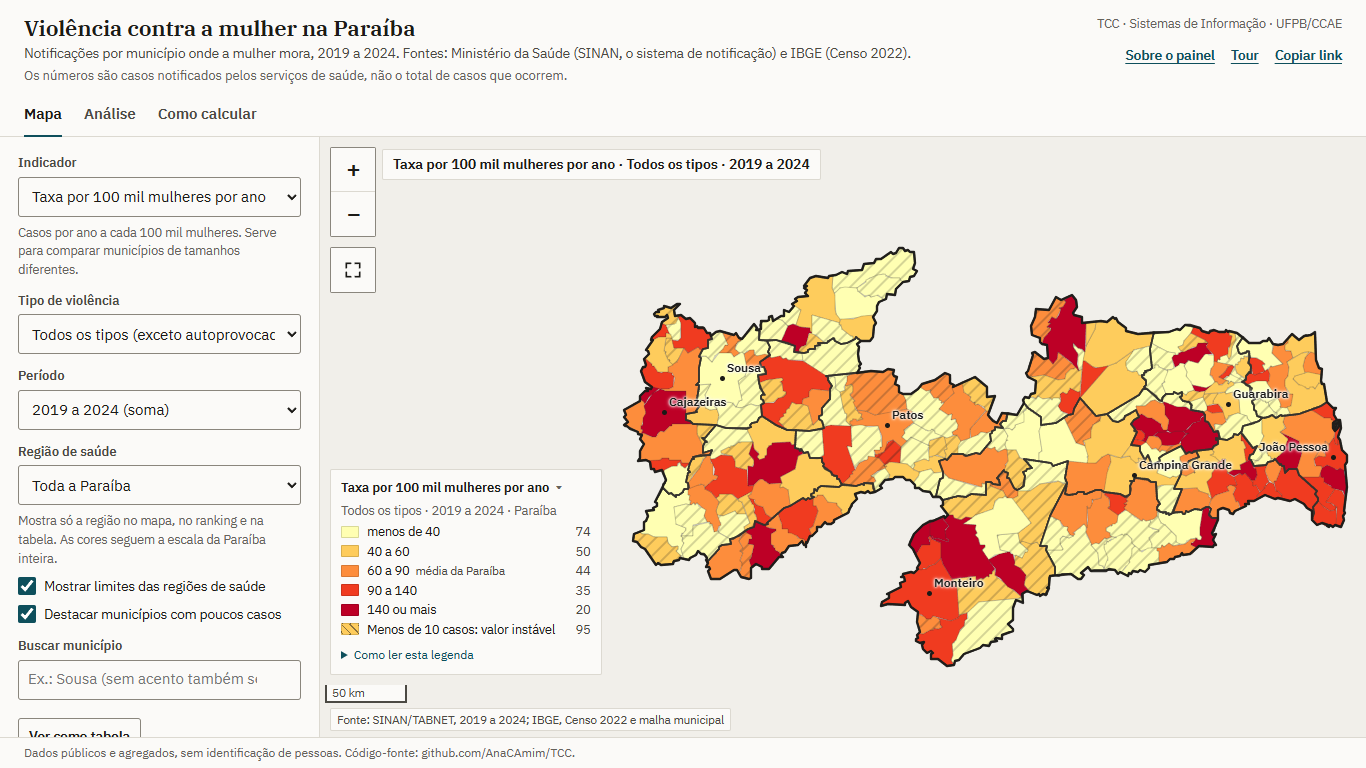 Violência contra a mulher na Paraíba
Notificações por município onde a mulher mora, 2019 a 2024. Fontes: Ministério da Saúde (SINAN, o sistema de notificação) e IBGE (Censo 2022).
Os números são casos notificados pelos serviços de saúde, não o total de casos que ocorrem.
TCC · Sistemas de Informação · UFPB/CCAE
Sobre o painel Tour Copiar link
Mapa Análise Como calcular
Indicador
Taxa por 100 mil mulheres por ano
Casos por ano a cada 100 mil mulheres. Serve
para comparar municípios de tamanhos
diferentes.
Tipo de violência
Todos os tipos (exceto autoprovocac
Período
2019 a 2024 (soma)
Região de saúde
Toda a Paraíba
Mostra só a região no mapa, no ranking e na
tabela. As cores seguem a escala da Paraíba
inteira.
Mostrar limites das regiões de saúde
Destacar municípios com poucos casos
Buscar município
Ex.: Sousa (sem acento também se
Ver como tabela
+
−
Taxa por 100 mil mulheres por ano · Todos os tipos · 2019 a 2024
Sousa
Cajazeiras
Patos
Guarabira
João Pessoa
Campina Grande
Monteiro
Taxa por 100 mil mulheres por ano
Todos os tipos · 2019 a 2024 · Paraíba
menos de 40 74
40 a 60 50
60 a 90 média da Paraíba 44
90 a 140 35
140 ou mais 20
Menos de 10 casos: valor instável 95
Como ler esta legenda
50 km
Fonte: SINAN/TABNET, 2019 a 2024; IBGE, Censo 2022 e malha municipal
Dados públicos e agregados, sem identificação de pessoas. Código-fonte: github.com/AnaCAmim/TCC.